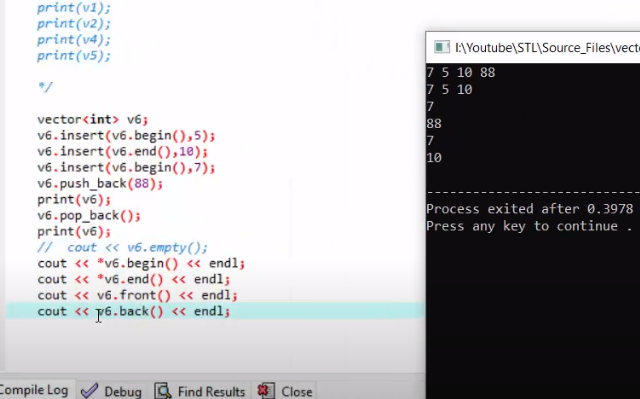 print(v1);
print(v2);
print(v4);
print(v5);
*/
vector<int> v6;
v6.insert(v6.begin(),5);
v6.insert(v6.end(),10);
v6.insert(v6.begin(),7);
v6.push_back(88);
print(v6);
v6.pop_back();
print(v6);
//  cout << v6.empty();
cout << *v6.begin() << endl;
cout << *v6.end() << endl;
cout << v6.front() << endl;
cout << v6.back() << endl;
Compile Log Debug Find Results Close
I:\Youtube\STL\Source_Files\vect
7 5 10 88
7 5 10
7
88
7
10
--------------------------
Process exited after 0.3978
Press any key to continue .